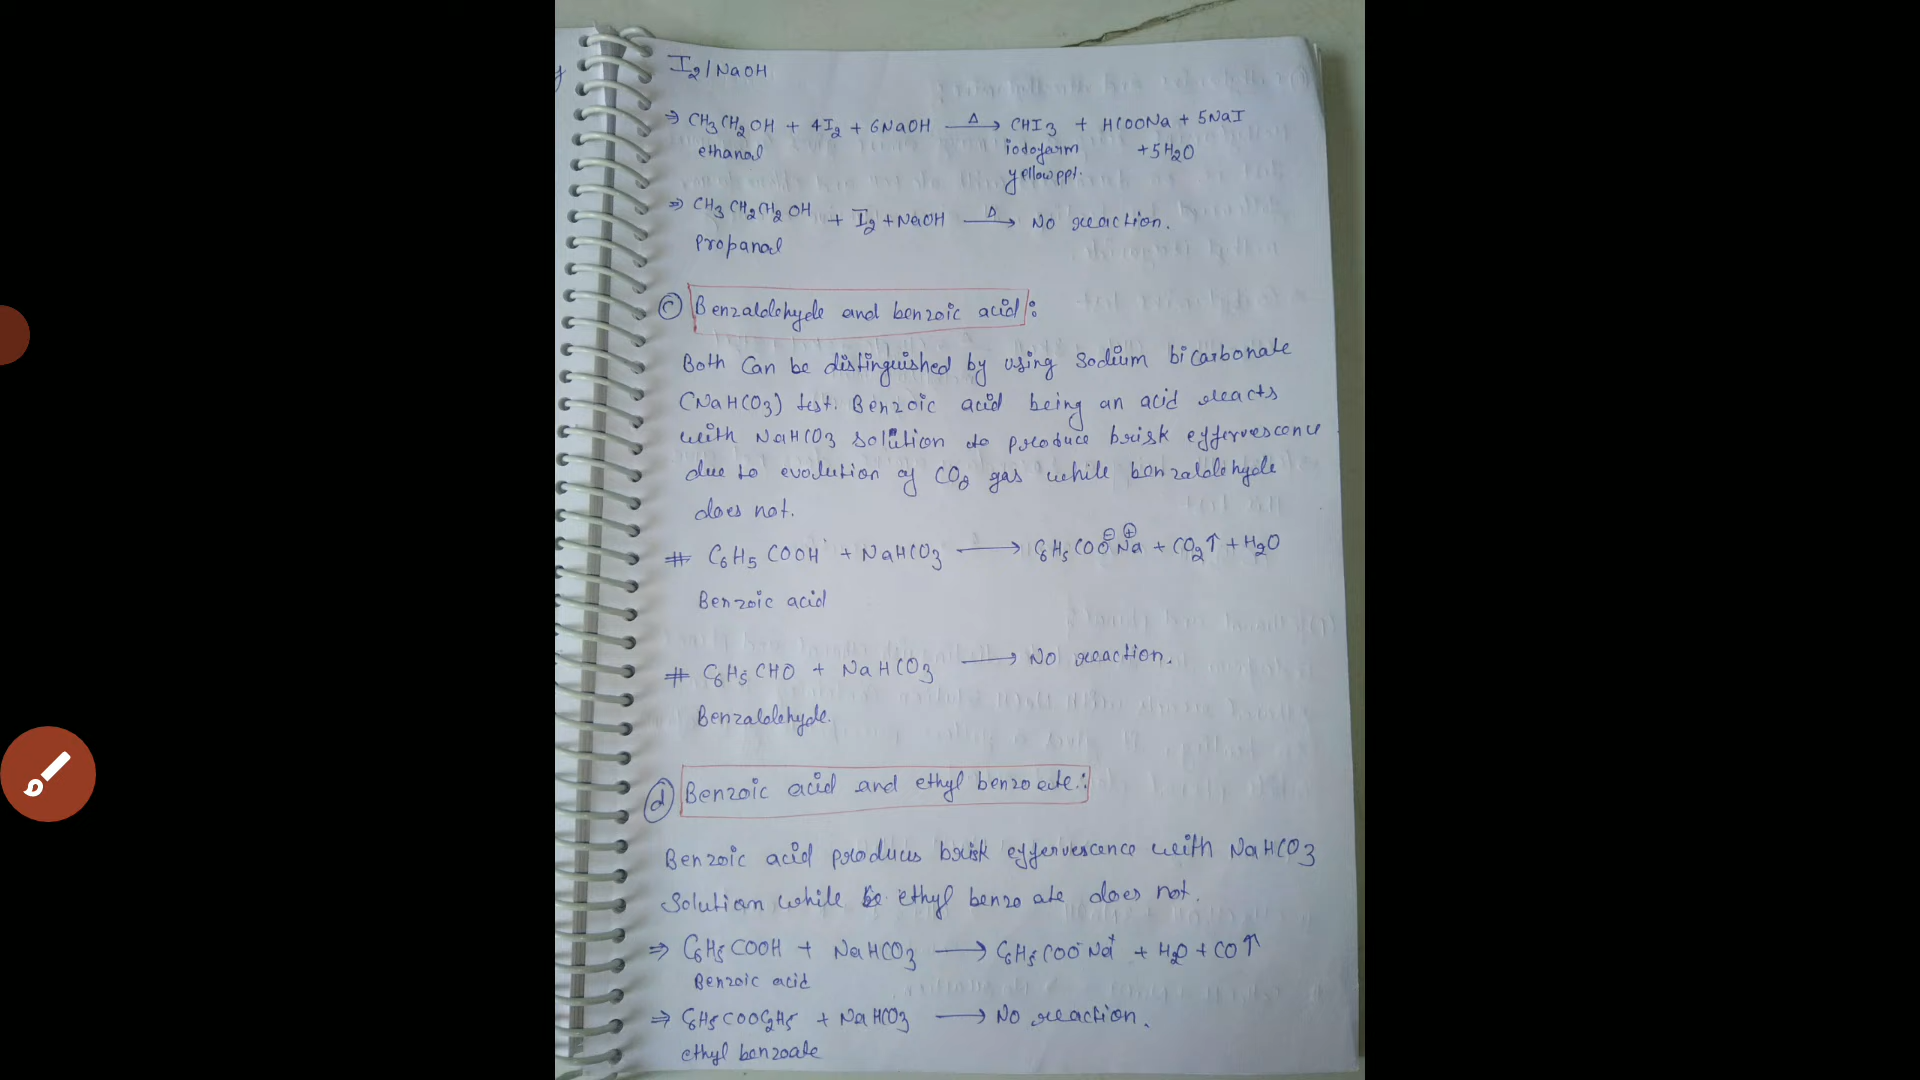 I2/NaOH
⇒ CH3CH2OH + 4I2 + 6NaOH —Δ→ CHI3 + HCOONa + 5NaI
ethanol iodoform +5H2O
yellow ppt.
⇒ CH3CH2CH2OH + I2 + NaOH —Δ→ No reaction.
Propanol
(c) Benzaldehyde and benzoic acid:
Both Can be distinguished by using Sodium bicarbonate
(NaHCO3) test. Benzoic acid being an acid reacts
with NaHCO3 solution to produce brisk effervescence
due to evolution of CO2 gas while benzaldehyde
does not.
# C6H5COOH + NaHCO3 ⟶ C6H5COO⊖Na⊕ + CO2↑ + H2O
Benzoic acid
# C6H5CHO + NaHCO3 ⟶ No reaction.
Benzaldehyde.
(d) Benzoic acid and ethyl benzoate:
Benzoic acid produces brisk effervescence with NaHCO3
Solution while ethyl benzoate does not.
⇒ C6H5COOH + NaHCO3 ⟶ C6H5COO-Na+ + H2O + CO↑
Benzoic acid
⇒ C6H5COOC2H5 + NaHCO3 ⟶ No reaction.
ethyl benzoate